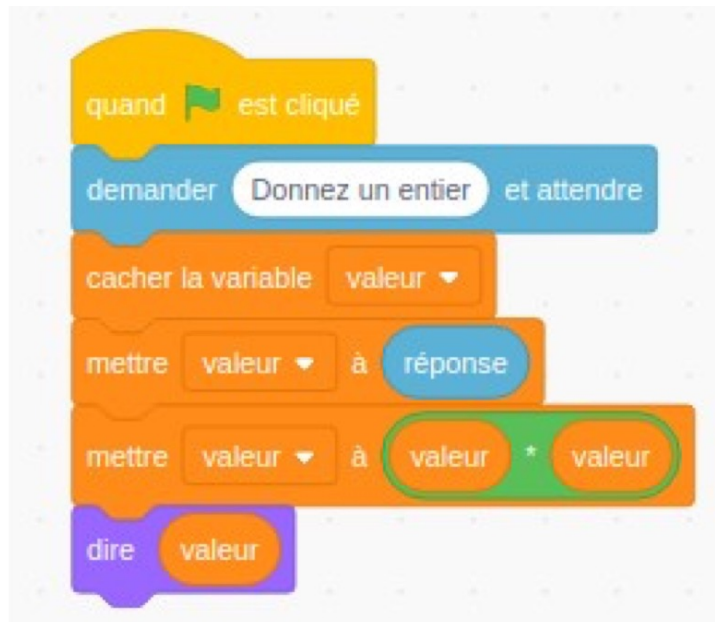 quand est cliqué
demander Donnez un entier et attendre
cacher la variable valeur
mettre valeur à réponse
mettre valeur à valeur * valeur
dire valeur